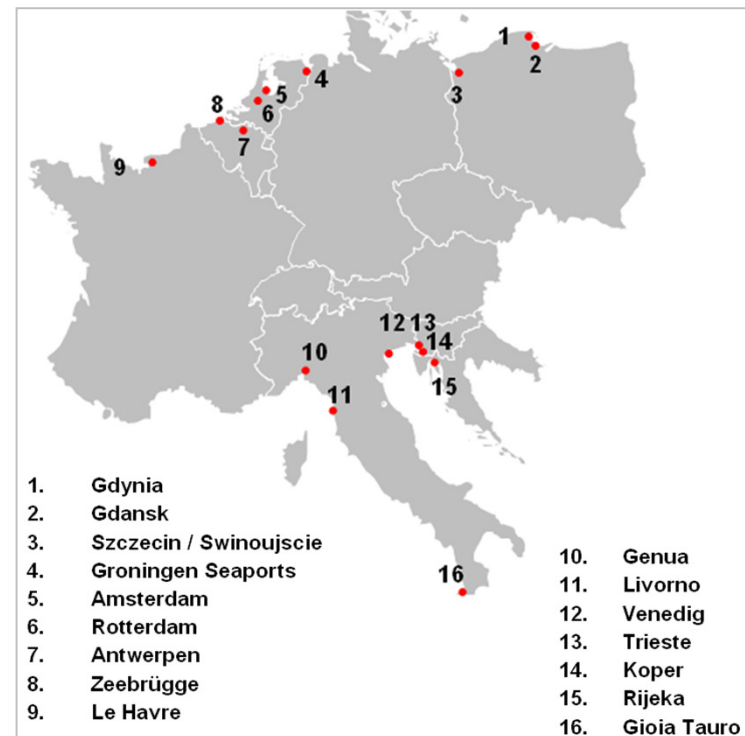 1
2
3
4
5
6
7
8
9
10
11
12
13
14
15
16
1. Gdynia
2. Gdansk
3. Szczecin / Swinoujscie
4. Groningen Seaports
5. Amsterdam
6. Rotterdam
7. Antwerpen
8. Zeebrügge
9. Le Havre
10. Genua
11. Livorno
12. Venedig
13. Trieste
14. Koper
15. Rijeka
16. Gioia Tauro